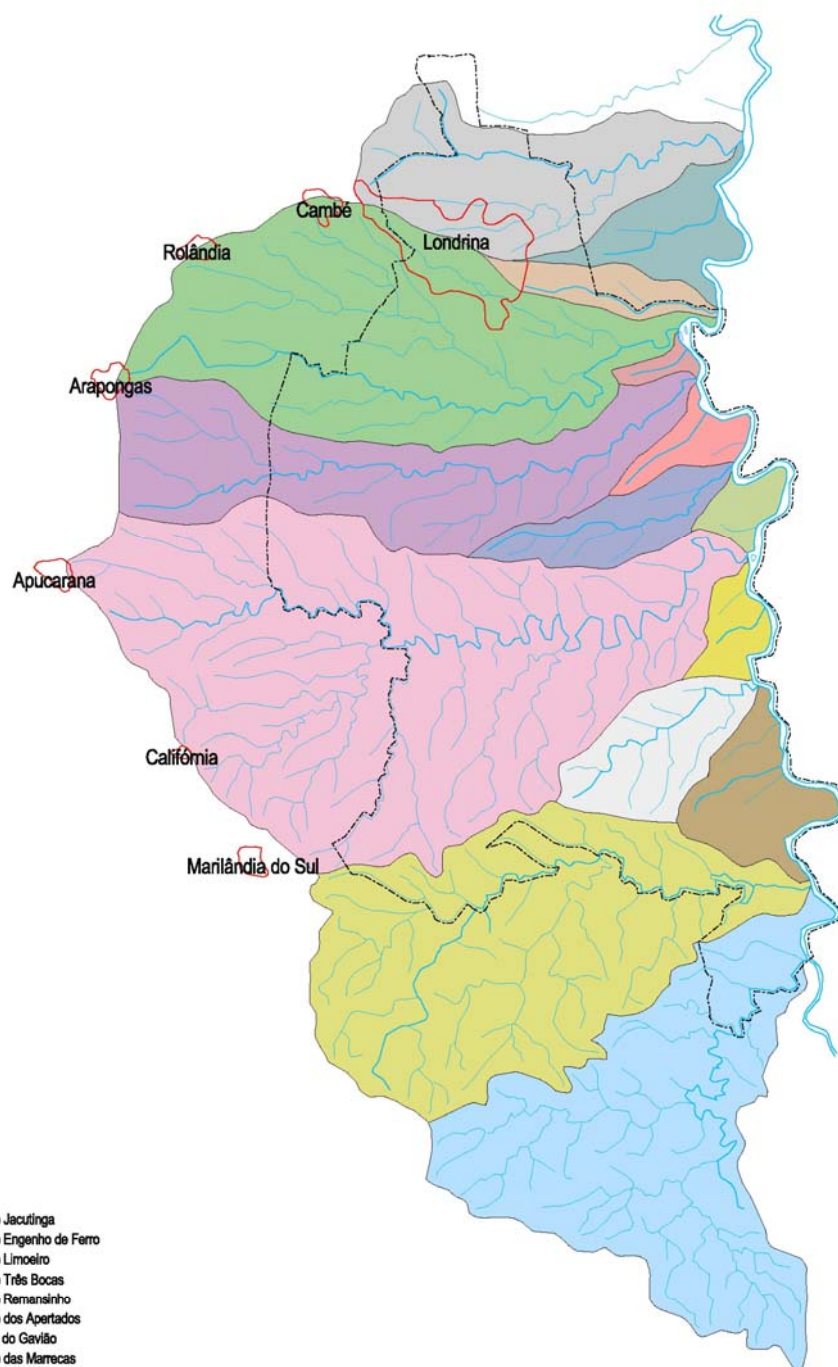 Cambé
Londrina
Rolândia
Arapongas
Apucarana
Califórnia
Marilândia do Sul
Jacutinga
Engenho de Ferro
Limoeiro
Três Bocas
Remansinho
dos Apertados
do Gavião
das Marrecas